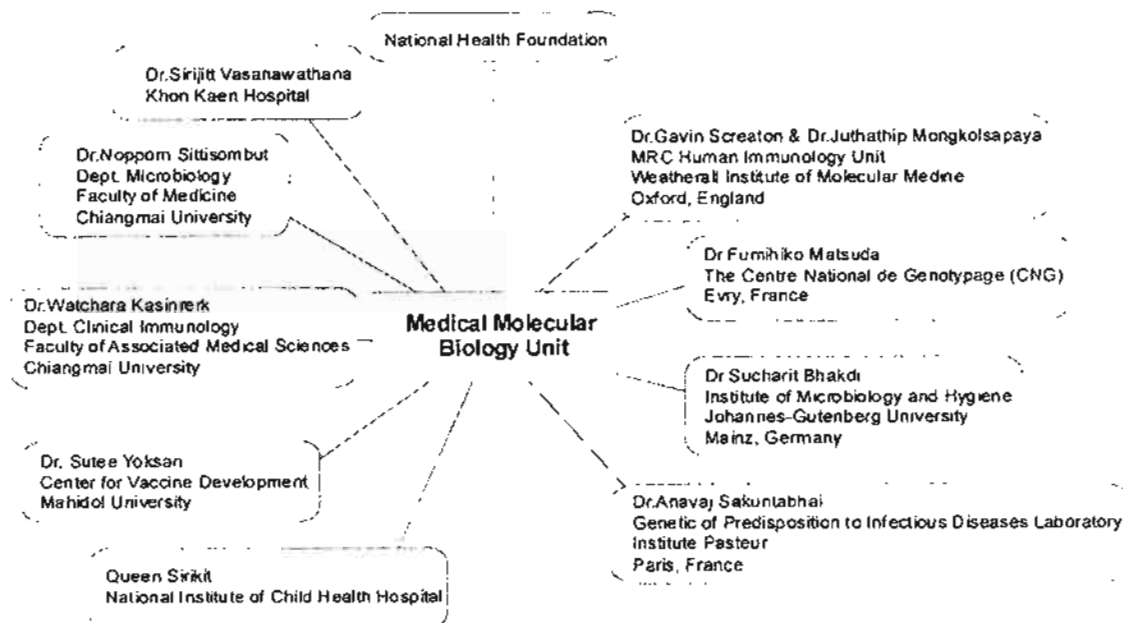 National Health Foundation
Dr.Sirijitt Vasanawathana
Khon Kaen Hospital
Dr.Nopporn Sittisombut
Dept. Microbiology
Faculty of Medicine
Chiangmai University
Dr.Watchara Kasinrerk
Dept. Clinical Immunology
Faculty of Associated Medical Sciences
Chiangmai University
Dr. Sutee Yoksan
Center for Vaccine Development
Mahidol University
Queen Sirikit
National Institute of Child Health Hospital
Medical Molecular
Biology Unit
Dr.Gavin Screaton & Dr.Juthathip Mongkolsapaya
MRC Human Immunology Unit
Weatherall Institute of Molecular Medine
Oxford, England
Dr Fumihiko Matsuda
The Centre National de Genotypage (CNG)
Evry, France
Dr Sucharit Bhakdi
Institute of Microbiology and Hygiene
Johannes-Gutenberg University
Mainz, Germany
Dr.Anavaj Sakuntabhai
Genetic of Predisposition to Infectious Diseases Laboratory
Institute Pasteur
Paris, France